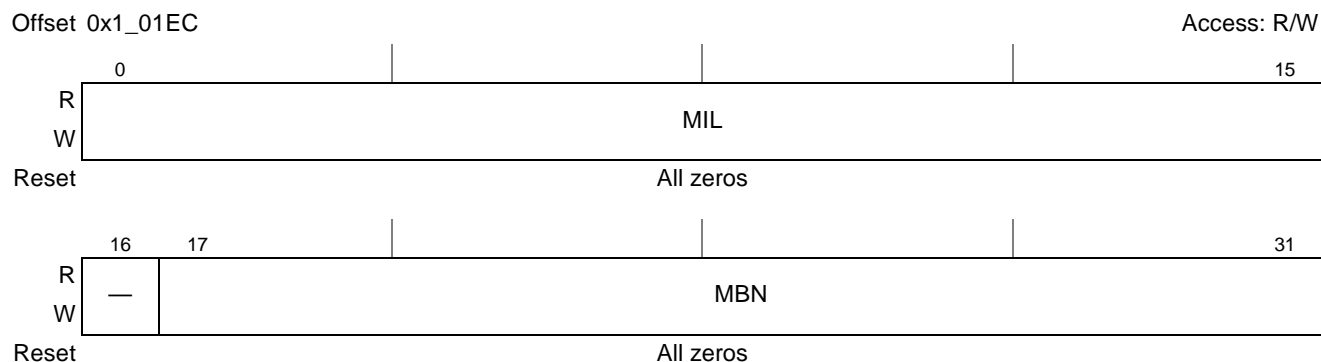 Offset 0x1_01EC Access: R/W
0 15
R
MIL
W
Reset All zeros
16 17 31
R
— MBN
W
Reset All zeros